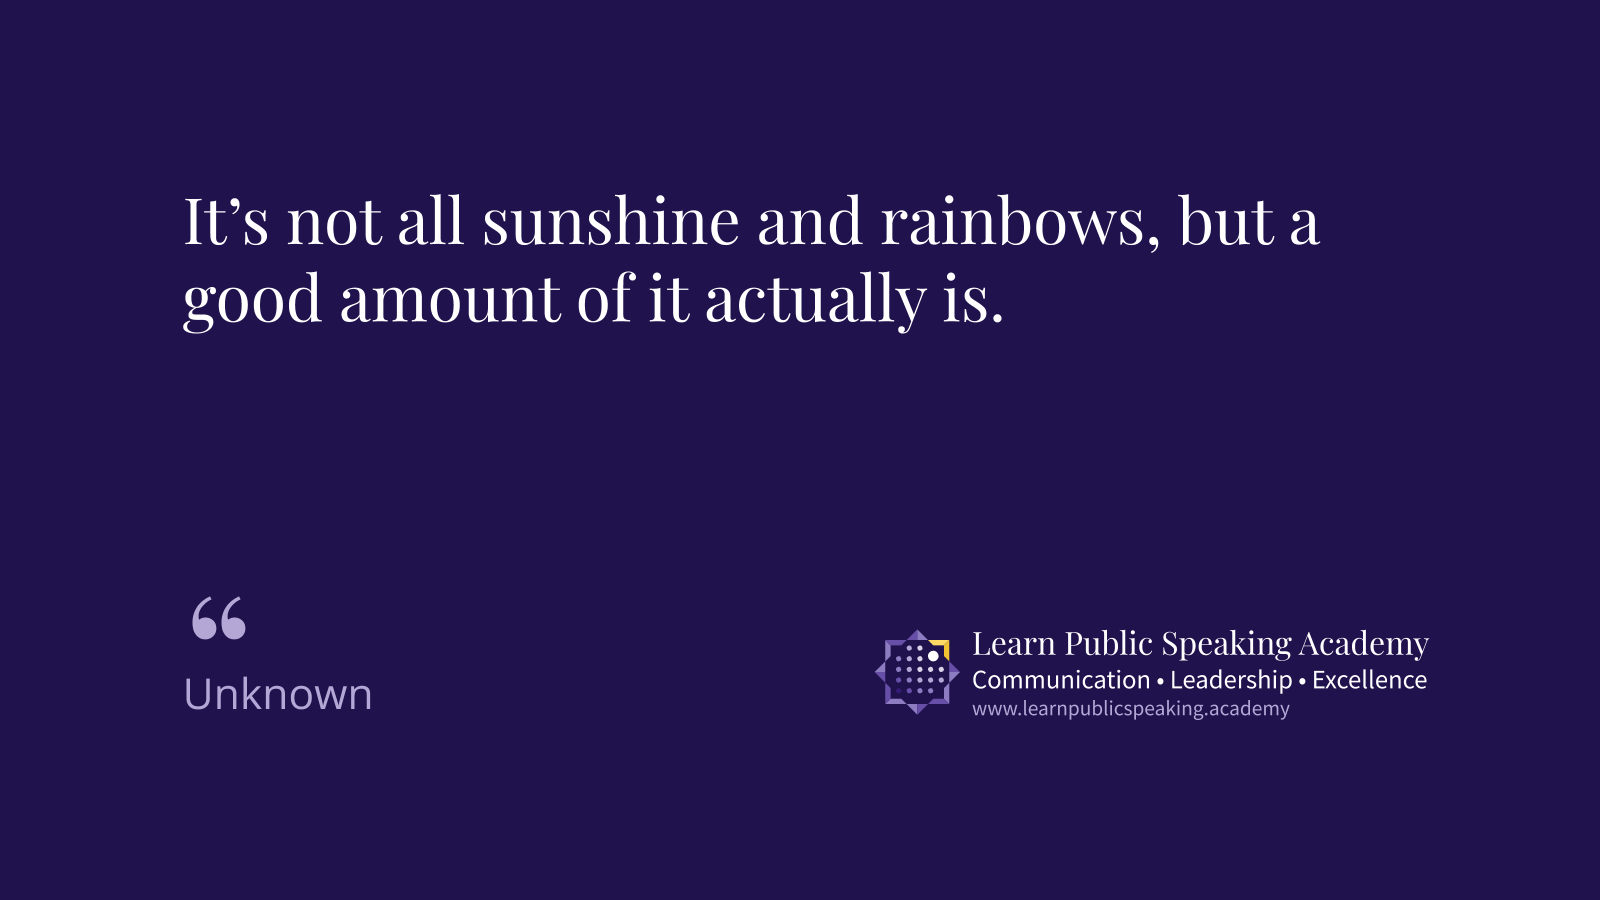 It’s not all sunshine and rainbows, but a
good amount of it actually is.
“
Unknown
Learn Public Speaking Academy
Communication • Leadership • Excellence
www.learnpublicspeaking.academy